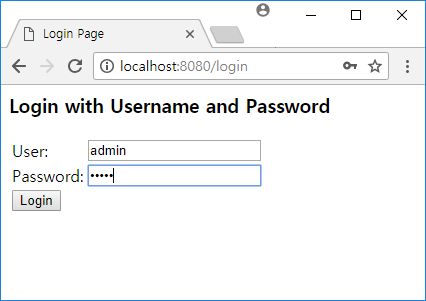 Login Page
localhost:8080/login
Login with Username and Password
User: admin
Password: •••••
Login